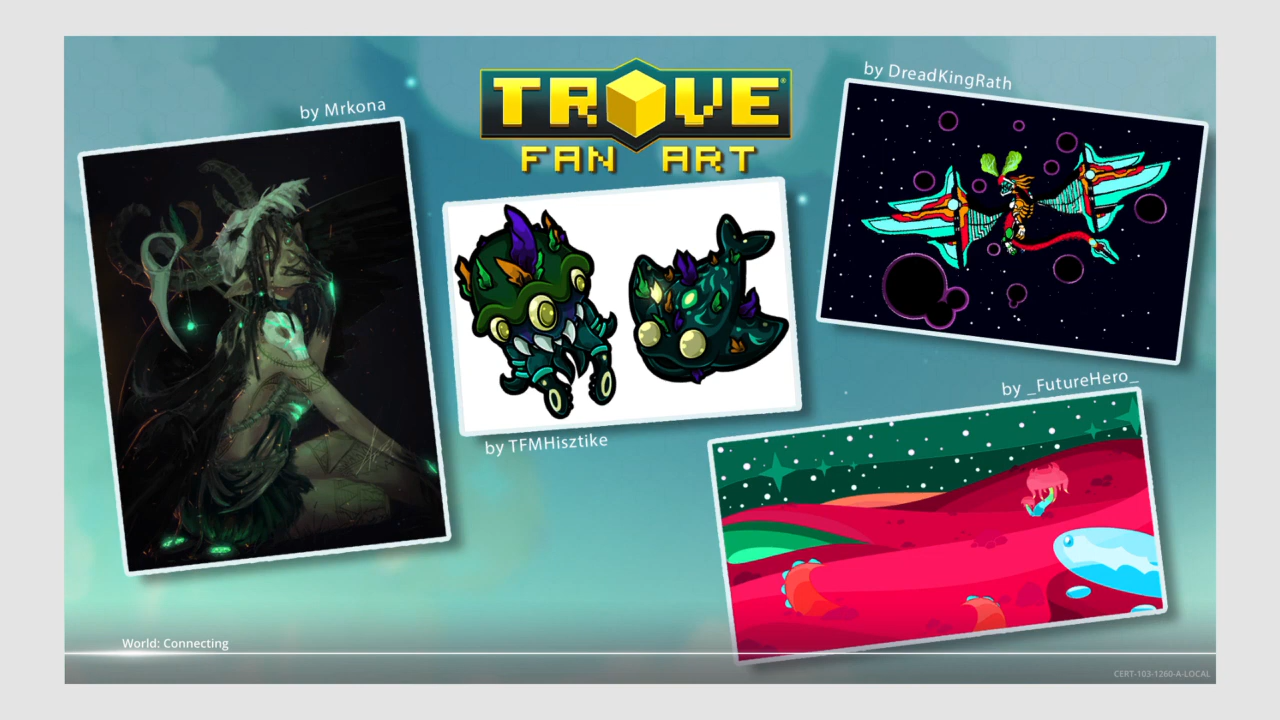 by Mrkona
TROVE®
FAN ART
by DreadKingRath
by TFMHisztike
by _FutureHero_
World: Connecting
CERT-103-1260-A-LOCAL